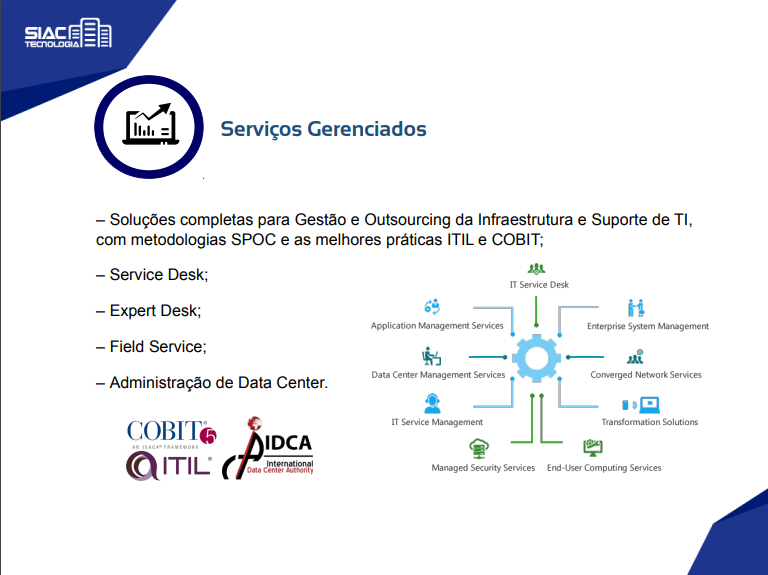 SIAC
TECNOLOGIA
Serviços Gerenciados
– Soluções completas para Gestão e Outsourcing da Infraestrutura e Suporte de TI,
com metodologias SPOC e as melhores práticas ITIL e COBIT;
– Service Desk;
– Expert Desk;
– Field Service;
– Administração de Data Center.
IT Service Desk
Application Management Services
Enterprise System Management
Data Center Management Services
Converged Network Services
IT Service Management
Transformation Solutions
Managed Security Services
End-User Computing Services
COBIT® 5
AN ISACA® FRAMEWORK
ITIL®
IDCA
International
Data Center Authority